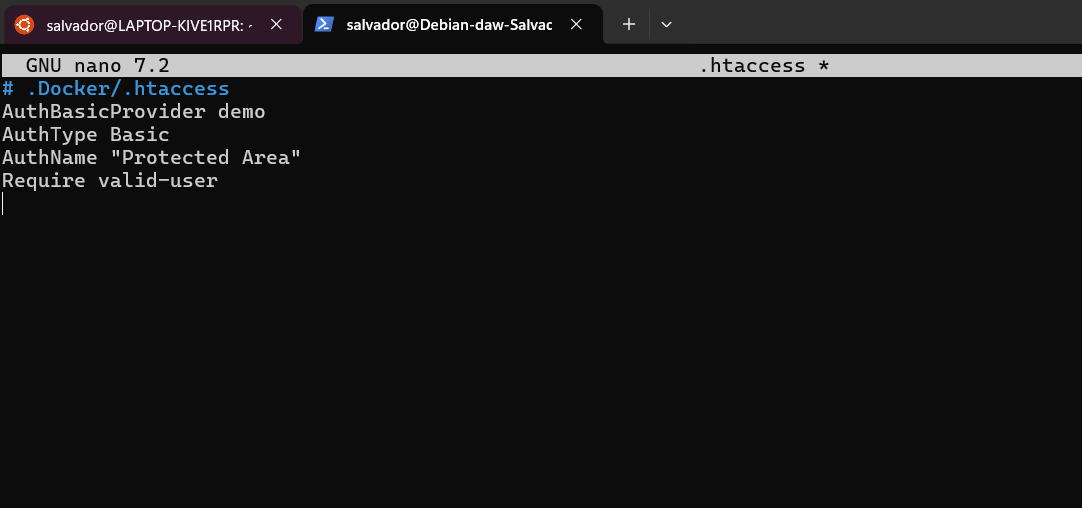 salvador@LAPTOP-KIVE1RPR: ~
salvador@Debian-daw-Salvac
GNU nano 7.2 .htaccess *
# .Docker/.htaccess
AuthBasicProvider demo
AuthType Basic
AuthName "Protected Area"
Require valid-user